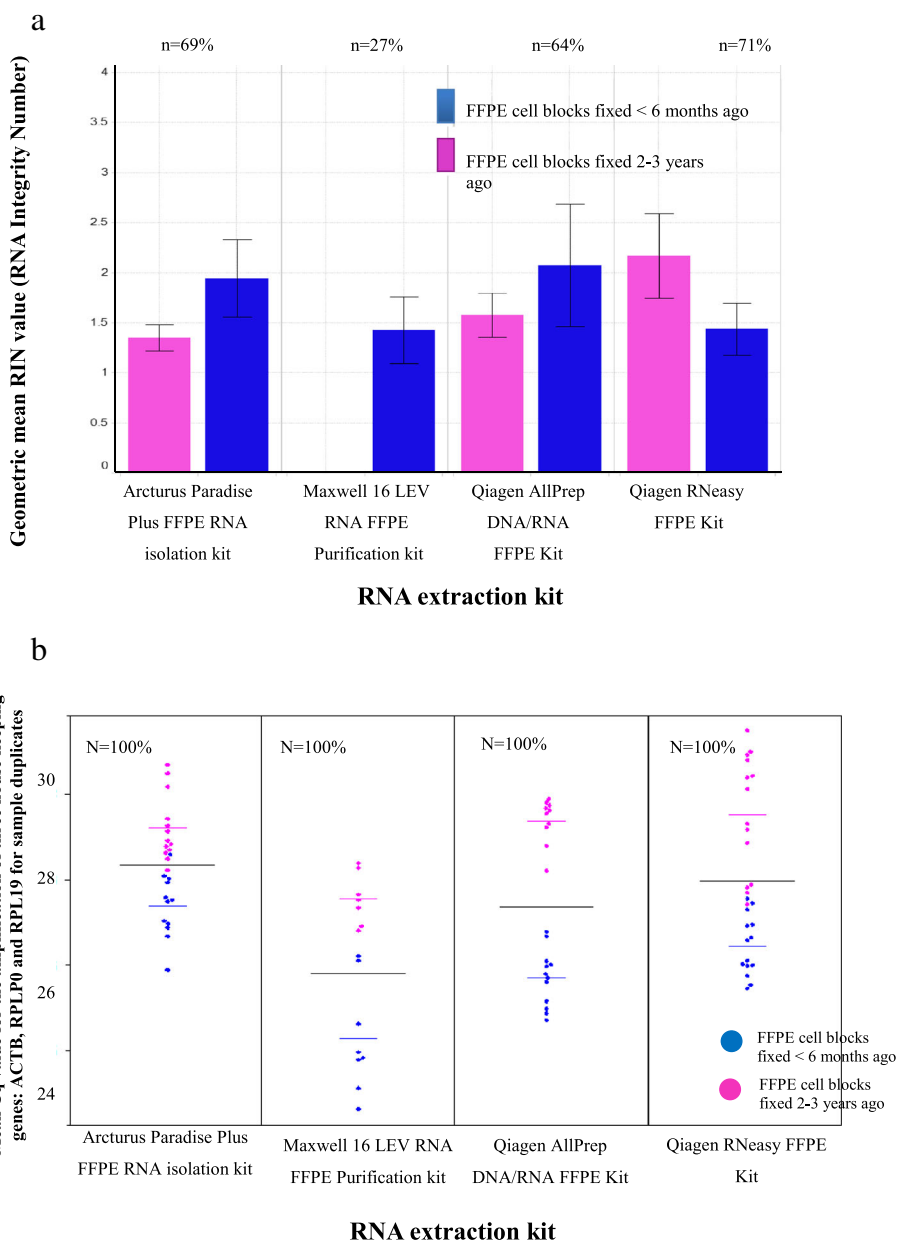 a
n=69%
n=27%
n=64%
n=71%
Geometric mean RIN value (RNA Integrity Number)
4
3.5
3
2.5
2
1.5
1
0.5
0
FFPE cell blocks fixed < 6 months ago
FFPE cell blocks fixed 2-3 years
ago
Arcturus Paradise
Plus FFPE RNA
isolation kit
Maxwell 16 LEV
RNA FFPE
Purification kit
Qiagen AllPrep
DNA/RNA
FFPE Kit
Qiagen RNeasy
FFPE Kit
RNA extraction kit
b
genes: ACTB, RPLP0 and RPL19 for sample duplicates
30
28
26
24
N=100%
N=100%
N=100%
N=100%
FFPE cell blocks
fixed < 6 months ago
FFPE cell blocks
fixed 2-3 years ago
Arcturus Paradise Plus
FFPE RNA isolation kit
Maxwell 16 LEV RNA
FFPE Purification kit
Qiagen AllPrep
DNA/RNA FFPE Kit
Qiagen RNeasy FFPE
Kit
RNA extraction kit